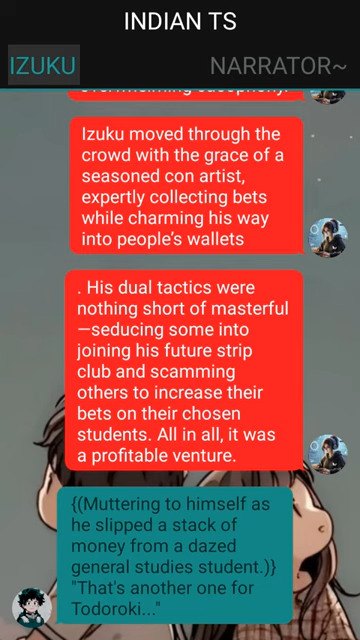 INDIAN TS
IZUKU NARRATOR~
overwhelming cacophony.
Izuku moved through the
crowd with the grace of a
seasoned con artist,
expertly collecting bets
while charming his way
into people’s wallets
. His dual tactics were
nothing short of masterful
—seducing some into
joining his future strip
club and scamming
others to increase their
bets on their chosen
students. All in all, it was
a profitable venture.
{(Muttering to himself as
he slipped a stack of
money from a dazed
general studies student.)}
"That's another one for
Todoroki..."